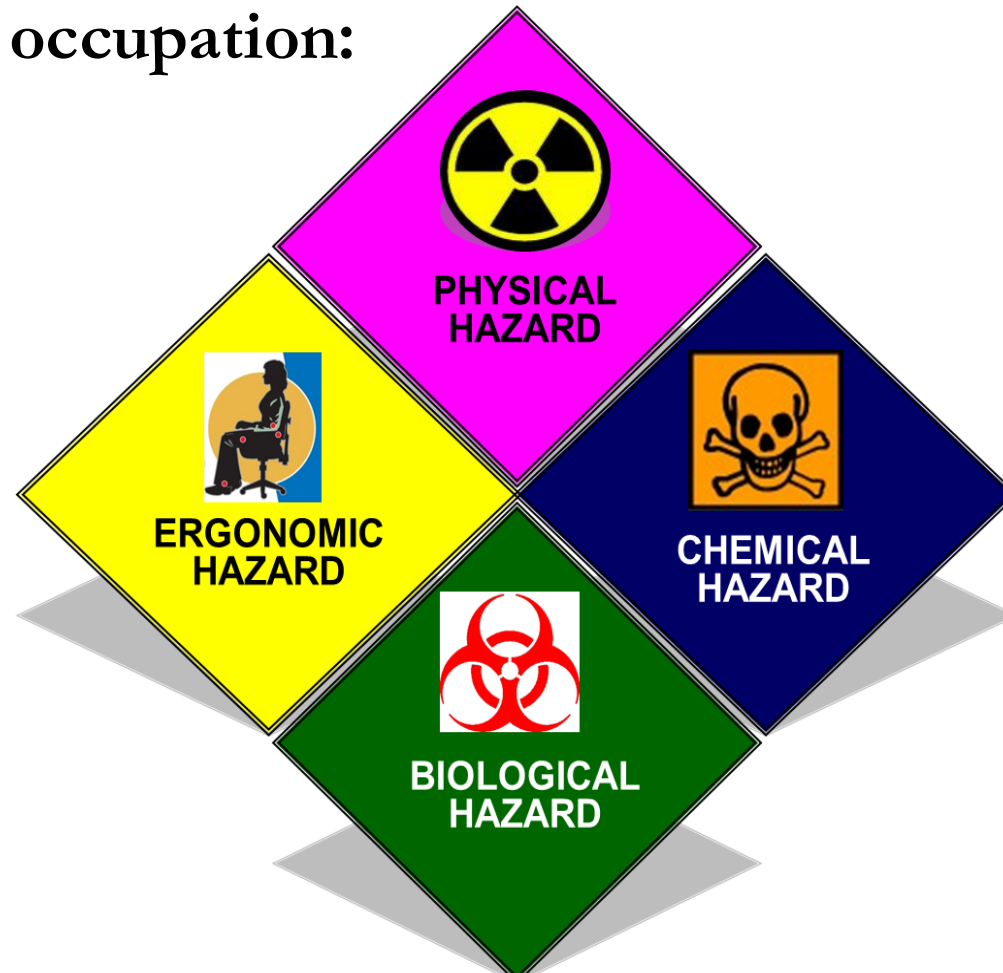 occupation:
PHYSICAL
HAZARD
ERGONOMIC
HAZARD
CHEMICAL
HAZARD
BIOLOGICAL
HAZARD